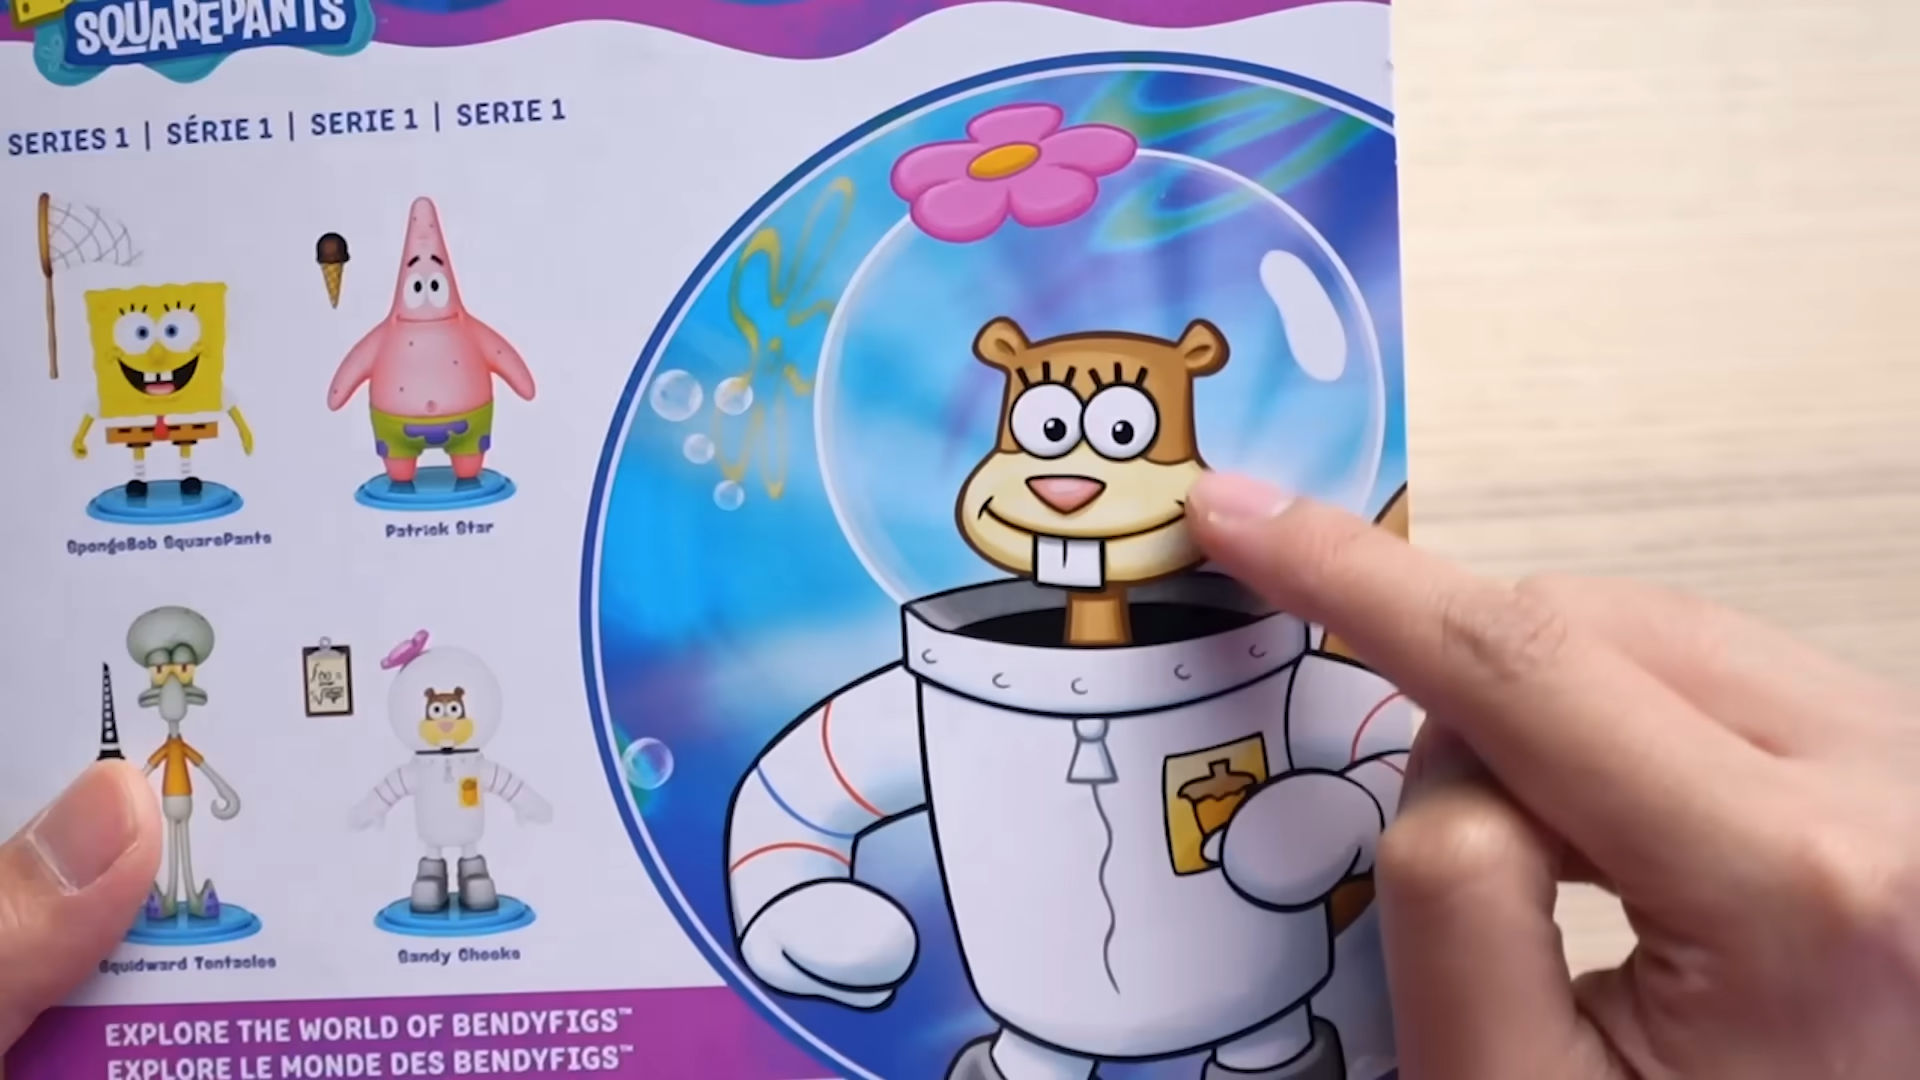 SQUAREPANTS
SERIES 1 | SÉRIE 1 | SERIE 1 | SERIE 1
SpongeBob SquarePants
Patrick Star
Squidward Tentacles
Sandy Cheeks
EXPLORE THE WORLD OF BENDYFIGS™
EXPLORE LE MONDE DES BENDYFIGS™